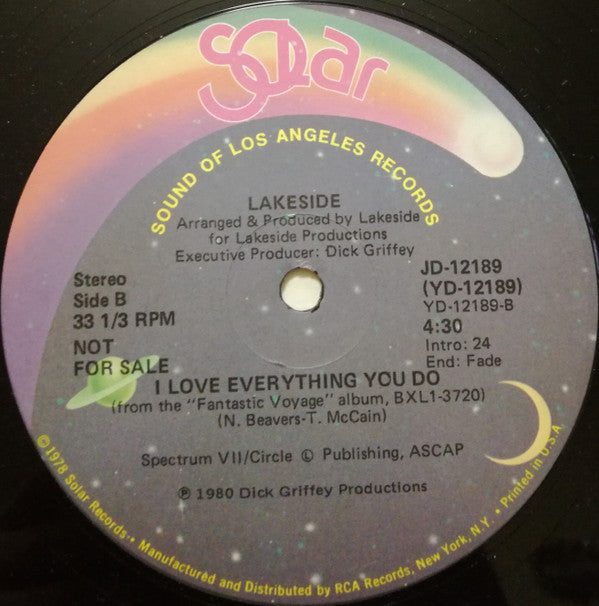 Solar
SOUND OF LOS ANGELES RECORDS
LAKESIDE
Arranged & Produced by Lakeside
for Lakeside Productions
Executive Producer: Dick Griffey
Stereo
Side B
33 1/3 RPM
NOT
FOR SALE
JD-12189
(YD-12189)
YD-12189-B
4:30
Intro: 24
End: Fade
I LOVE EVERYTHING YOU DO
(from the "Fantastic Voyage" album, BXL1-3720)
(N. Beavers-T. McCain)
Spectrum VII/Circle Ⓛ Publishing, ASCAP
℗ 1980 Dick Griffey Productions
©1978 Solar Records. • Manufactured and Distributed by RCA Records, New York, N.Y. • Printed in U.S.A.